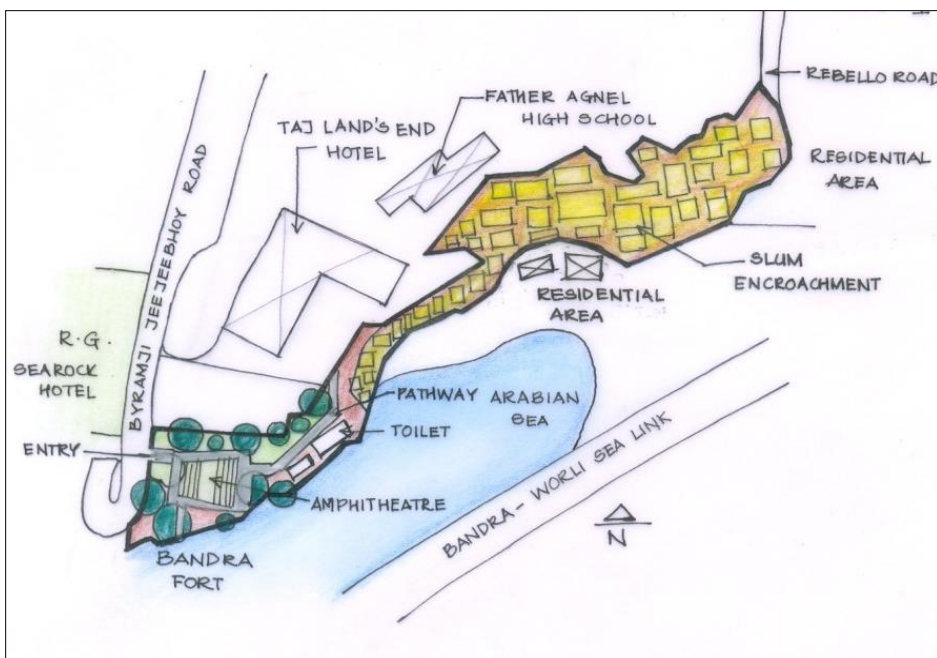 REBELLO ROAD
FATHER AGNEL
HIGH SCHOOL
TAJ LAND'S END
HOTEL
RESIDENTIAL
AREA
BYRAMJI JEEJEEBHOY ROAD
SLUM
ENCROACHMENT
RESIDENTIAL
AREA
R.G.
SEAROCK
HOTEL
PATHWAY
ARABIAN
SEA
TOILET
ENTRY
AMPHITHEATRE
BANDRA-WORLI SEA LINK
N
BANDRA
FORT